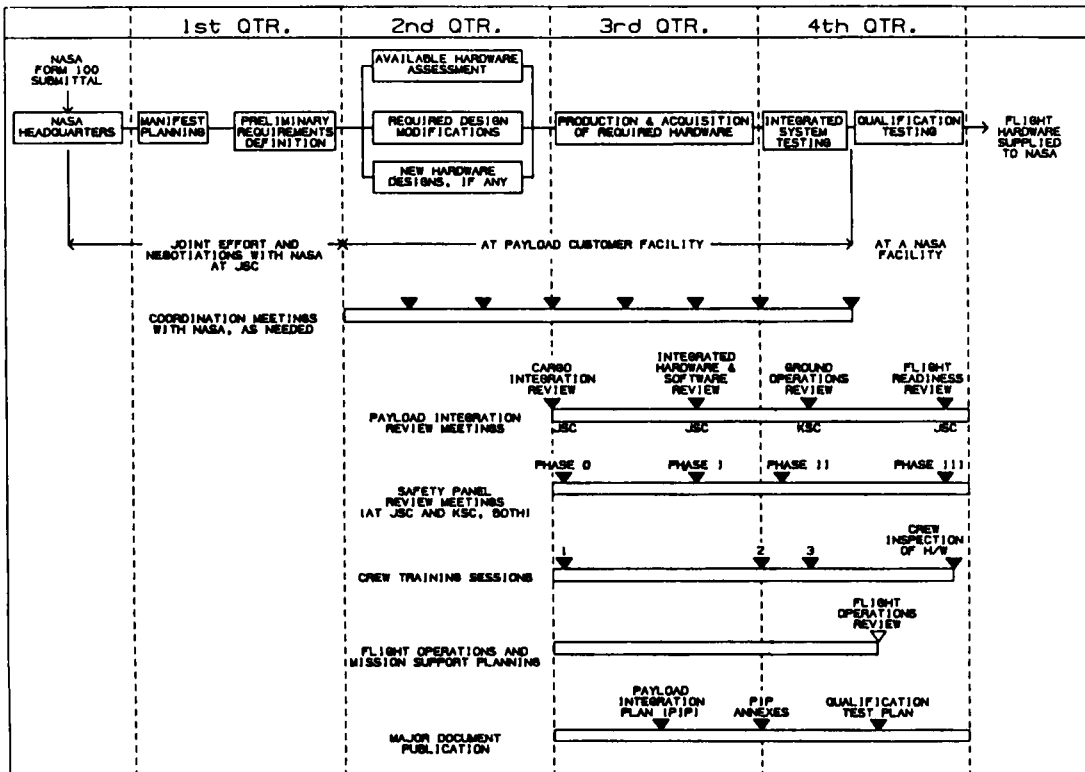 1st QTR.
2nd QTR.
3rd QTR.
4th QTR.
NASA
FORM 100
SUBMITTAL
NASA
HEADQUARTERS
MANIFEST
PLANNING
PRELIMINARY
REQUIREMENTS
DEFINITION
AVAILABLE HARDWARE
ASSESSMENT
REQUIRED DESIGN
MODIFICATIONS
NEW HARDWARE
DESIGNS, IF ANY
PRODUCTION & ACQUISITION
OF REQUIRED HARDWARE
INTEGRATED
SYSTEM
TESTING
QUALIFICATION
TESTING
FLIGHT
HARDWARE
SUPPLIED
TO NASA
JOINT EFFORT AND
NEGOTIATIONS WITH NASA
AT JSC
AT PAYLOAD CUSTOMER FACILITY
AT A NASA
FACILITY
COORDINATION MEETINGS
WITH NASA, AS NEEDED
CARGO
INTEGRATION
REVIEW
INTEGRATED
HARDWARE &
SOFTWARE
REVIEW
GROUND
OPERATIONS
REVIEW
FLIGHT
READINESS
REVIEW
PAYLOAD INTEGRATION
REVIEW MEETINGS
JSC
JSC
KSC
JSC
PHASE 0
PHASE I
PHASE II
PHASE III
SAFETY PANEL
REVIEW MEETINGS
(AT JSC AND KSC, BOTH)
1
2
3
CREW
INSPECTION
OF H/W
CREW TRAINING SESSIONS
FLIGHT
OPERATIONS
REVIEW
FLIGHT OPERATIONS AND
MISSION SUPPORT PLANNING
PAYLOAD
INTEGRATION
PLAN (PIP)
PIP
ANNEXES
QUALIFICATION
TEST PLAN
MAJOR DOCUMENT
PUBLICATION